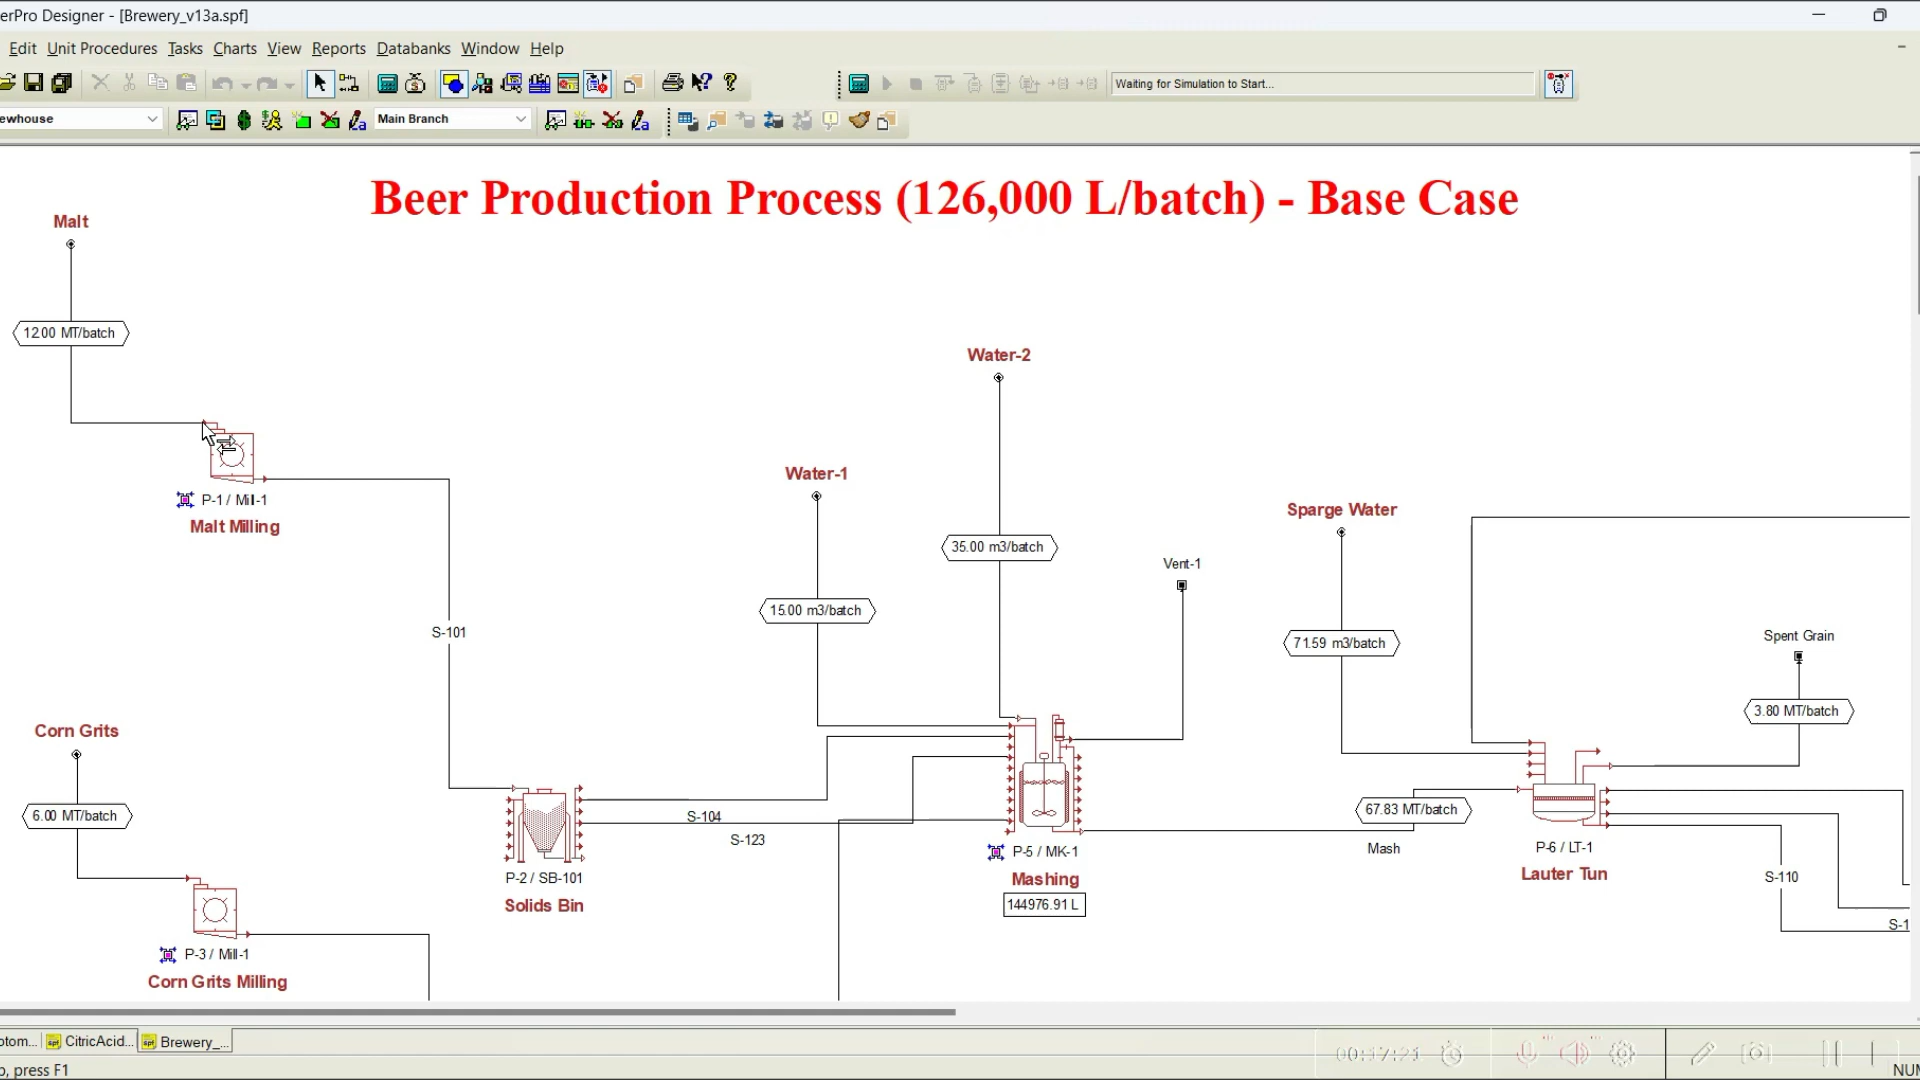 erPro Designer - [Brewery_v13a.spf]
Edit Unit Procedures Tasks Charts View Reports Databanks Window Help
Waiting for Simulation to Start...
ewhouse
Main Branch
Beer Production Process (126,000 L/batch) - Base Case
Malt
12.00 MT/batch
Water-2
P-1 / Mill-1
Malt Milling
Water-1
Sparge Water
35.00 m3/batch
Vent-1
15.00 m3/batch
S-101
71.59 m3/batch
Spent Grain
3.80 MT/batch
Corn Grits
6.00 MT/batch
S-104
S-123
67.83 MT/batch
Mash
P-5 / MK-1
Mashing
144976.91 L
P-6 / LT-1
Lauter Tun
S-110
P-2 / SB-101
Solids Bin
S-1
P-3 / Mill-1
Corn Grits Milling
otom... CitricAcid... Brewery_...
00:17:21
p, press F1
NUM